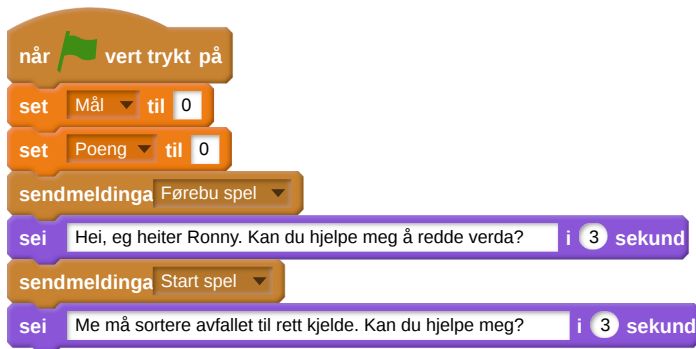 når vert trykt på
set Mål til 0
set Poeng til 0
sendmeldinga Førebu spel
sei Hei, eg heiter Ronny. Kan du hjelpe meg å redde verda? i 3 sekund
sendmeldinga Start spel
sei Me må sortere avfallet til rett kjelde. Kan du hjelpe meg? i 3 sekund